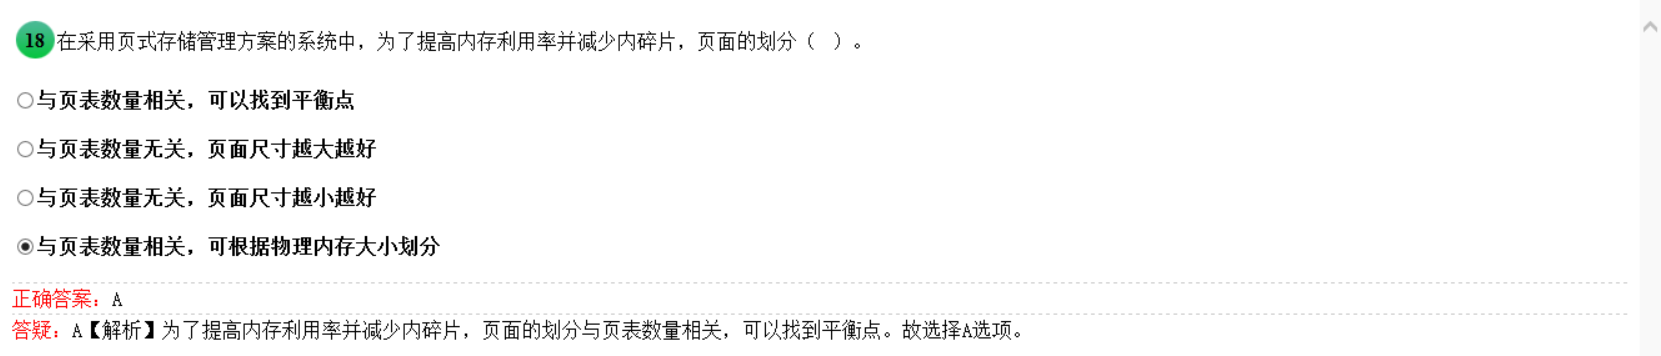 18 在采用页式存储管理方案的系统中，为了提高内存利用率并减少内碎片，页面的划分（ ）。
与页表数量相关，可以找到平衡点
与页表数量无关，页面尺寸越大越好
与页表数量无关，页面尺寸越小越好
与页表数量相关，可根据物理内存大小划分
正确答案：A
答疑：A【解析】为了提高内存利用率并减少内碎片，页面的划分与页表数量相关，可以找到平衡点。故选择A选项。